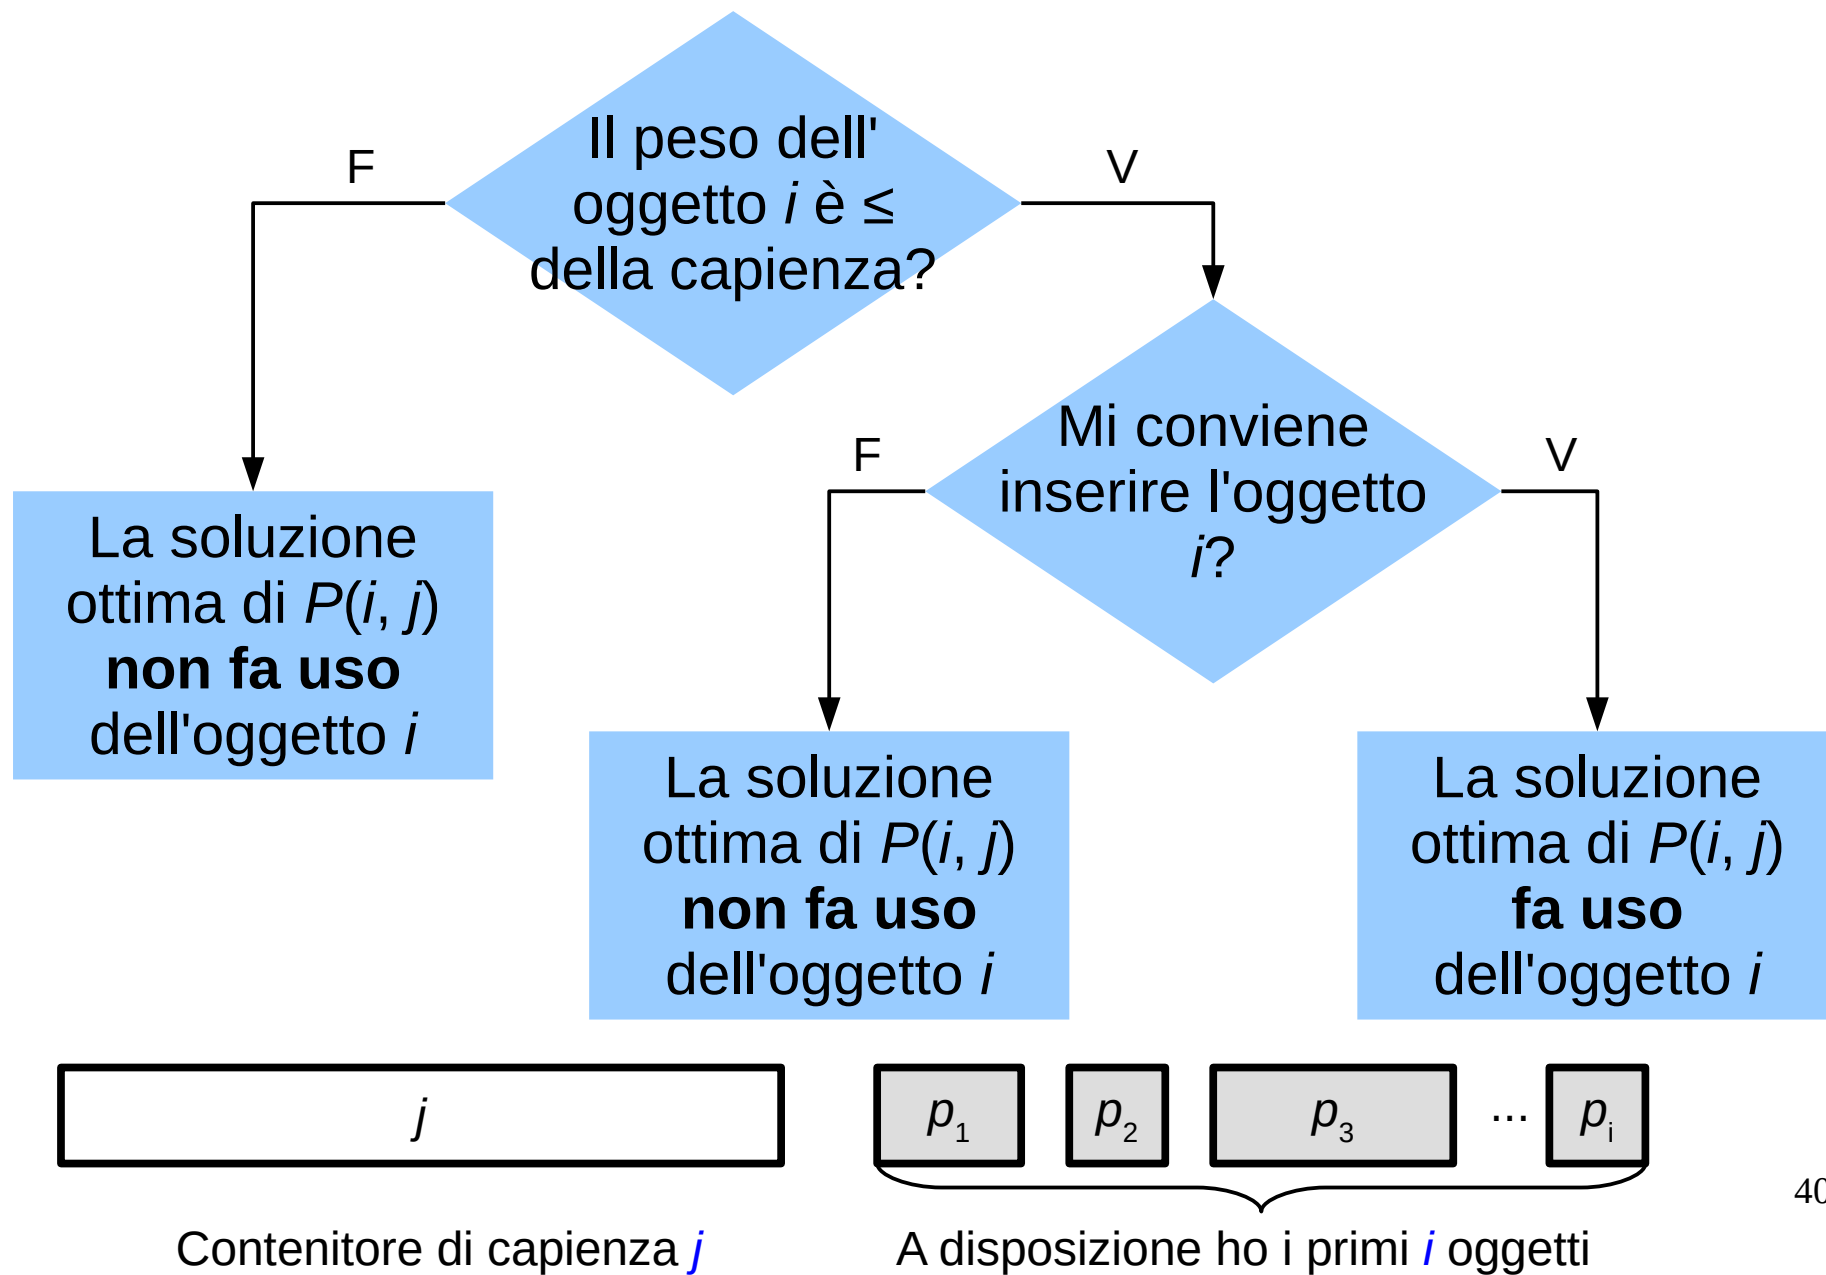 Il peso dell'
oggetto i è ≤
della capienza?
F
V
Mi conviene
inserire l'oggetto
i?
F
V
La soluzione
ottima di P(i, j)
non fa uso
dell'oggetto i
La soluzione
ottima di P(i, j)
non fa uso
dell'oggetto i
La soluzione
ottima di P(i, j)
fa uso
dell'oggetto i
j
p1
p2
p3
...
pi
40
Contenitore di capienza j
A disposizione ho i primi i oggetti